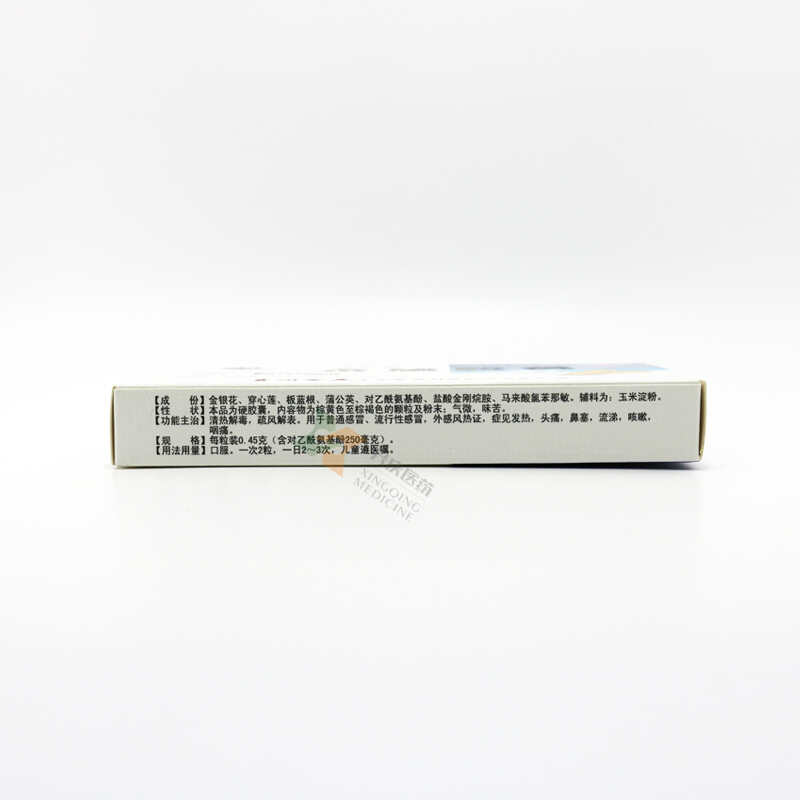 【成　　份】金银花、穿心莲、板蓝根、蒲公英、对乙酰氨基酚、盐酸金刚烷胺、马来酸氯苯那敏。辅料为：玉米淀粉。
【性　　状】本品为硬胶囊，内容物为棕黄色至棕褐色的颗粒及粉末；气微，味苦。
【功能主治】清热解毒，疏风解表。用于普通感冒、流行性感冒，外感风热证，症见发热，头痛，鼻塞，流涕，咳嗽，
咽痛。
【规　　格】每粒装0.45克（含对乙酰氨基酚250毫克）。
【用法用量】口服。一次2粒，一日2～3次，儿童遵医嘱。
医药
XINGQING
MEDICINE